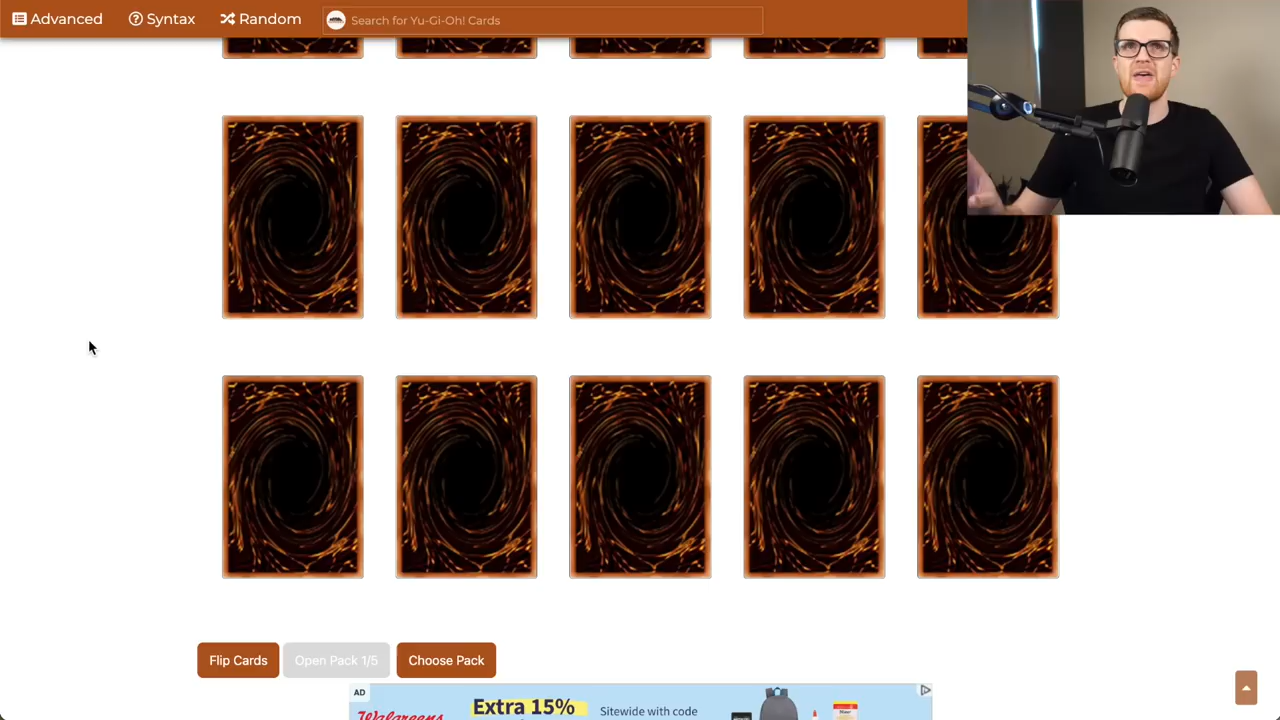 Advanced
Syntax
Random
Search for Yu-Gi-Oh! Cards
Flip Cards
Open Pack 1/5
Choose Pack
AD
Walgreens
Extra 15%
Sitewide with code